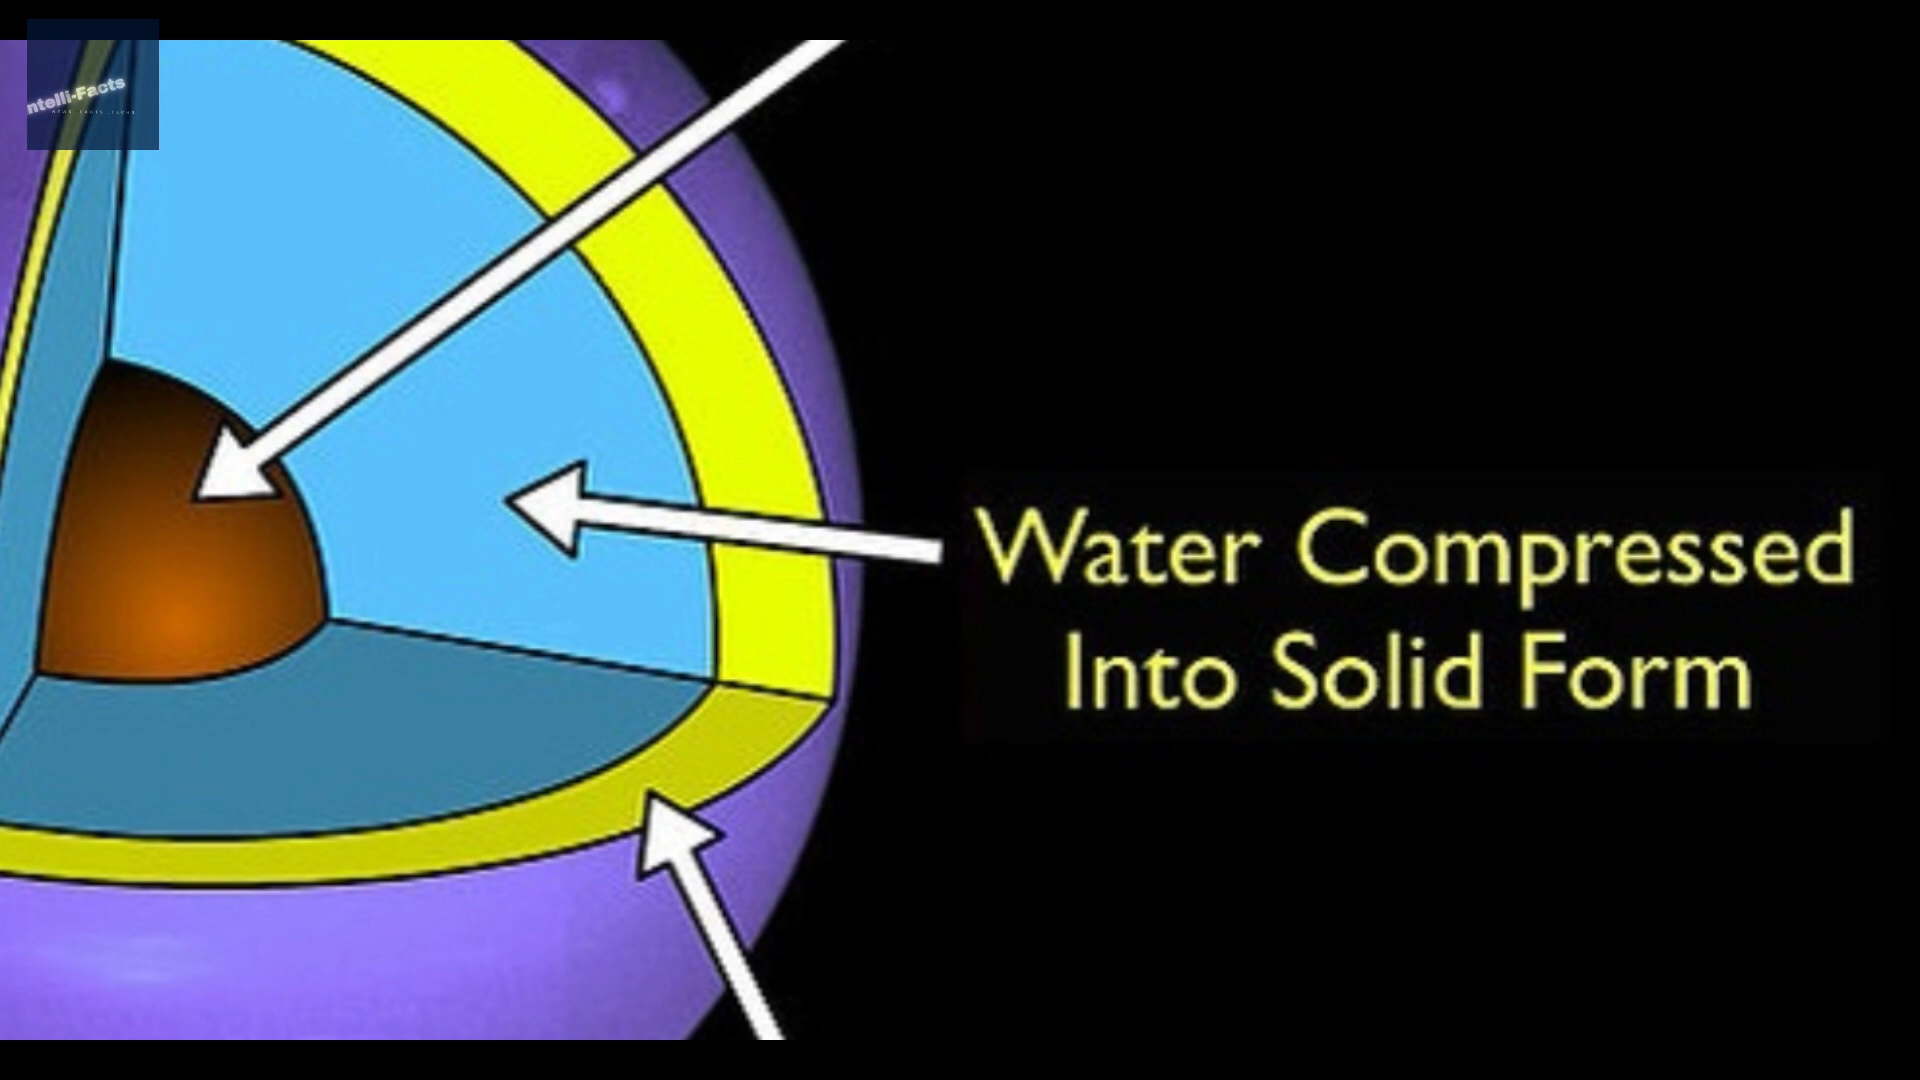 ntelli-Facts
Water Compressed
Into Solid Form